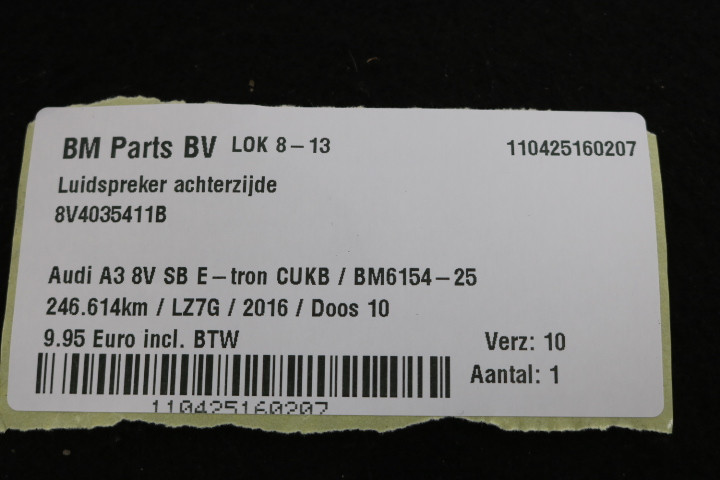 BM Parts BV LOK 8-13 110425160207
Luidspreker achterzijde
8V4035411B
Audi A3 8V SB E-tron CUKB / BM6154-25
246.614km / LZ7G / 2016 / Doos 10
9.95 Euro incl. BTW Verz: 10
Aantal: 1
110425160207